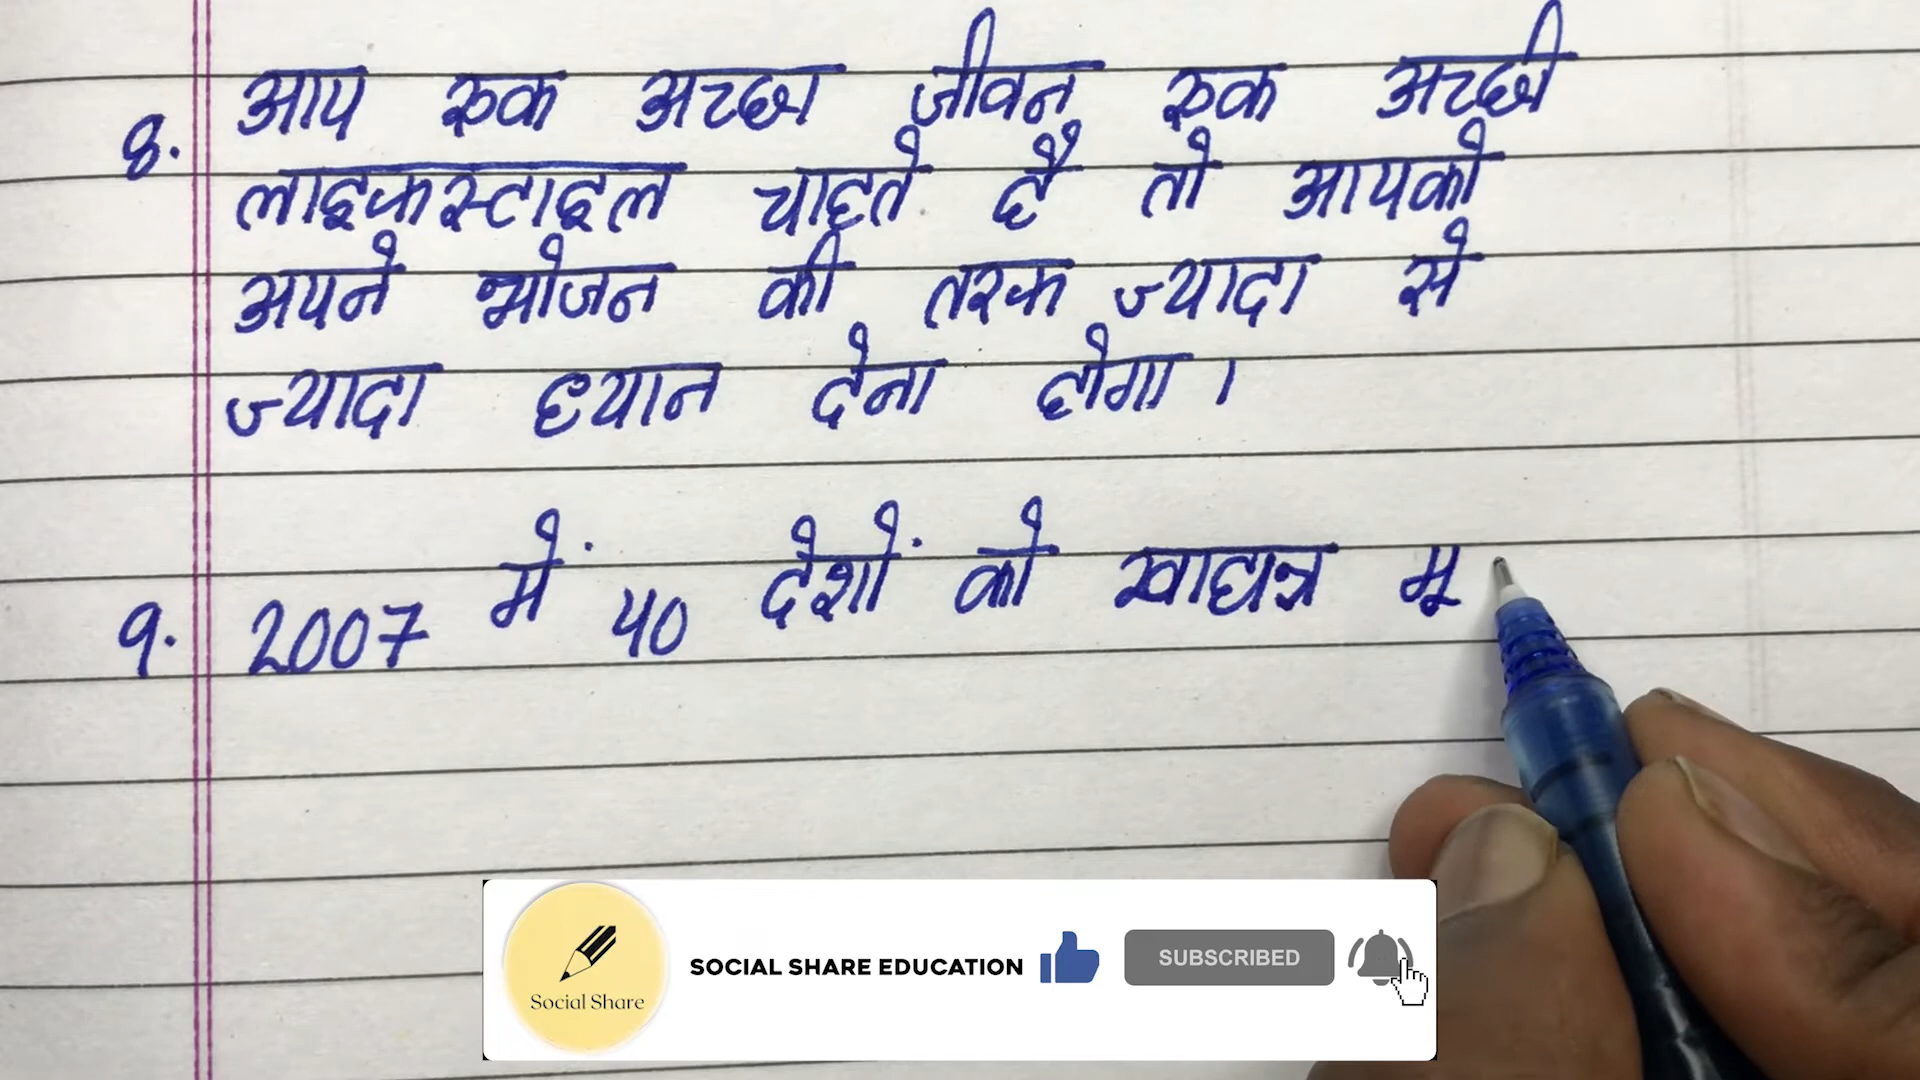 8. आप एक अच्छा जीवन एक अच्छी
लाइफस्टाइल चाहते है तो आपको
अपने भोजन की तरफ ज्यादा से
ज्यादा ध्यान देना होगा।
9. 2007 में 40 देशों को खाद्यान्न मू
SOCIAL SHARE EDUCATION
SUBSCRIBED
Social Share